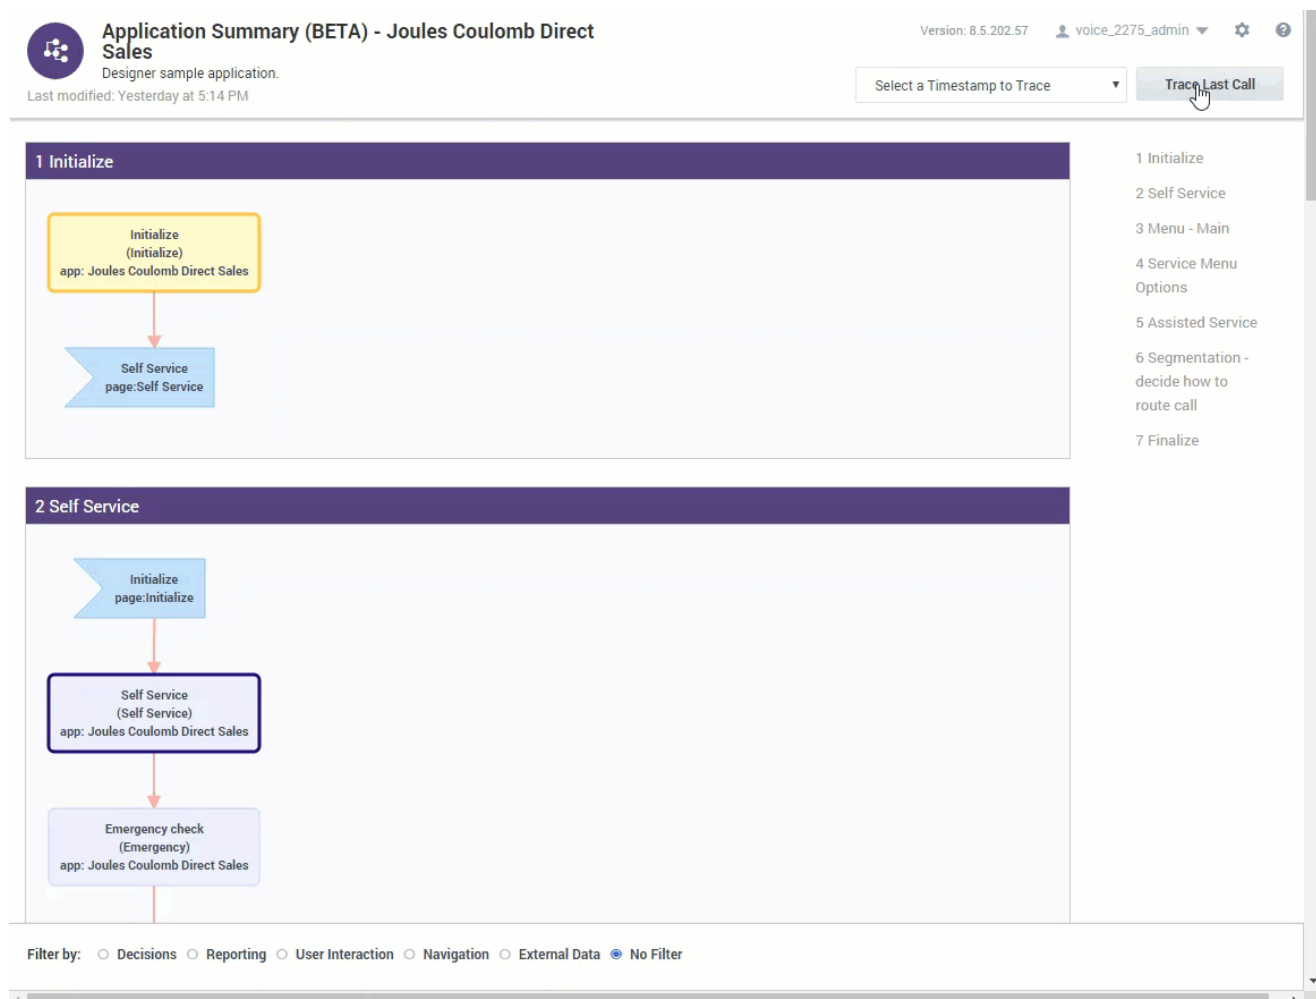 Application Summary (BETA) - Joules Coulomb Direct
Sales
Designer sample application.
Last modified: Yesterday at 5:14 PM
Version: 8.5.202.57
voice_2275_admin
Select a Timestamp to Trace
Trace Last Call
1 Initialize
Initialize
(Initialize)
app: Joules Coulomb Direct Sales
Self Service
page:Self Service
2 Self Service
Initialize
page:Initialize
Self Service
(Self Service)
app: Joules Coulomb Direct Sales
Emergency check
(Emergency)
app: Joules Coulomb Direct Sales
1 Initialize
2 Self Service
3 Menu - Main
4 Service Menu
Options
5 Assisted Service
6 Segmentation -
decide how to
route call
7 Finalize
Filter by: Decisions Reporting User Interaction Navigation External Data No Filter